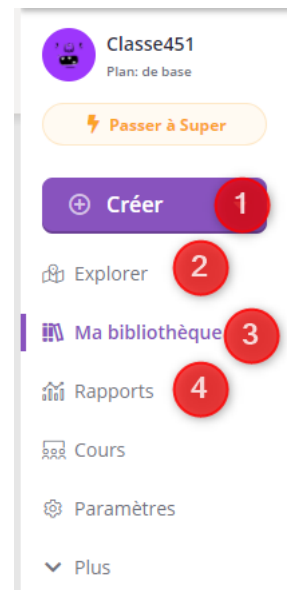 Classe451
Plan: de base
Passer à Super
Créer 1
Explorer 2
Ma bibliothèque 3
Rapports 4
Cours
Paramètres
Plus